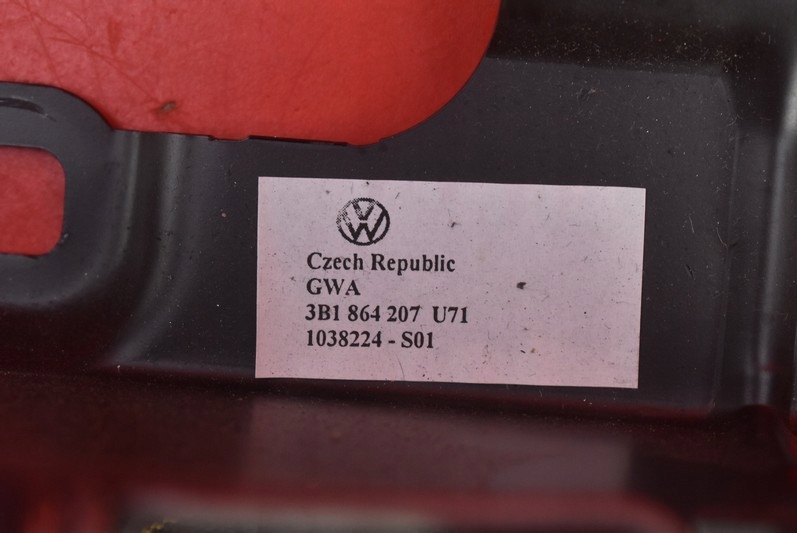 Czech Republic
GWA
3B1 864 207 U71
1038224 - S01